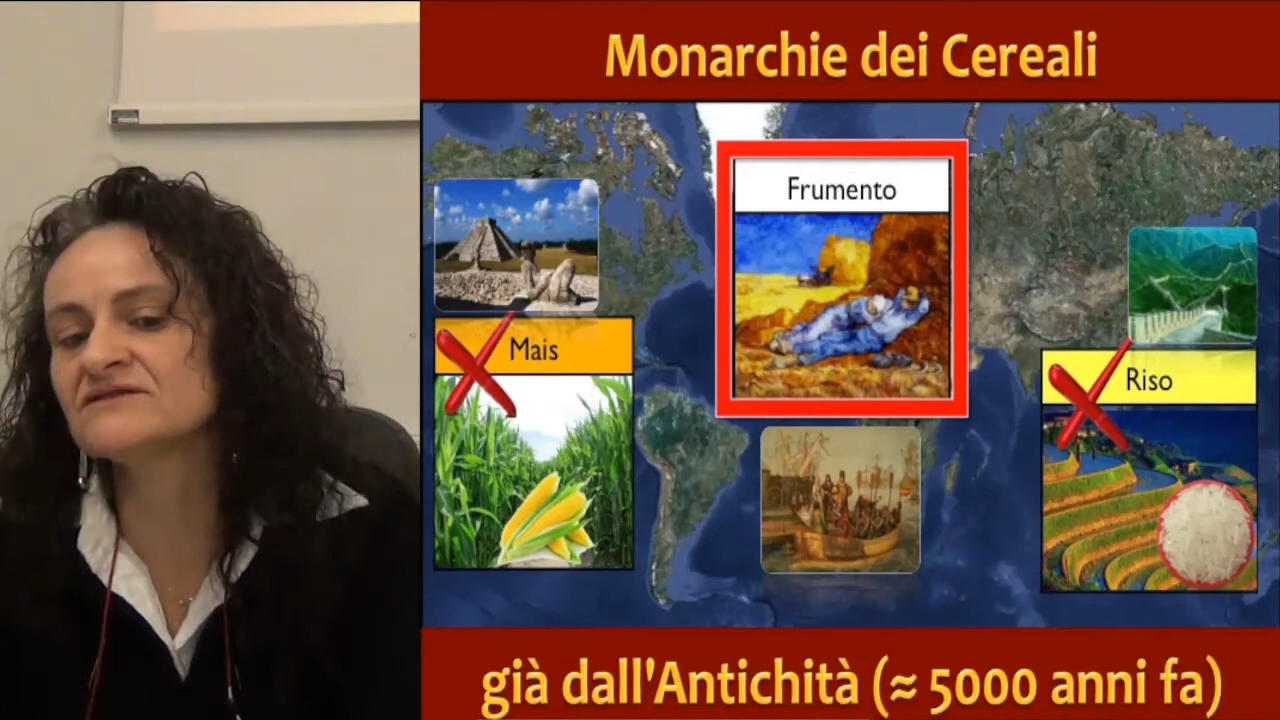 Monarchie dei Cereali
Frumento
Mais
Riso
già dall'Antichità (≈ 5000 anni fa)